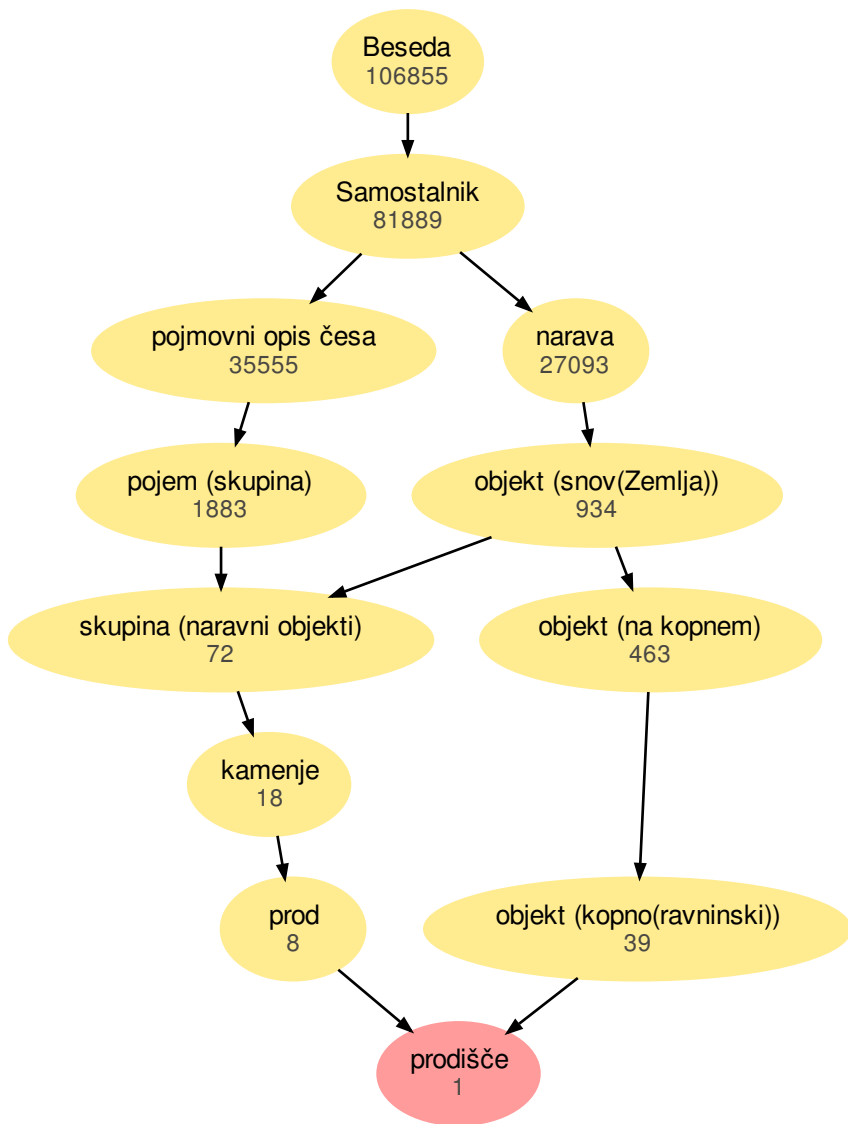 Beseda
106855
Samostalnik
81889
pojmovni opis česa
35555
narava
27093
pojem (skupina)
1883
objekt (snov(Zemlja))
934
skupina (naravni objekti)
72
objekt (na kopnem)
463
kamenje
18
prod
8
objekt (kopno(ravninski))
39
prodišče
1